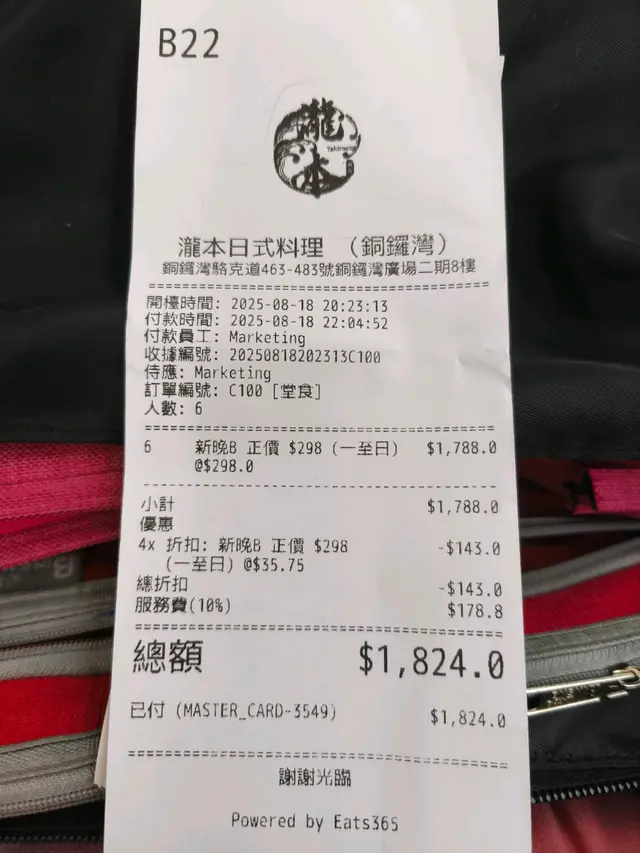 B22
瀧本
Takimoto
瀧本日式料理 （銅鑼灣）
銅鑼灣駱克道463-483號銅鑼灣廣場二期8樓
開檯時間: 2025-08-18 20:23:13
付款時間: 2025-08-18 22:04:52
付款員工: Marketing
收據編號: 20250818202313C100
侍應: Marketing
訂單編號: C100 [堂食]
人數: 6
6 新晚B 正價 $298 (一至日) $1,788.0
@$298.0
小計 $1,788.0
優惠
4x 折扣: 新晚B 正價 $298 -$143.0
(一至日) @$35.75
總折扣 -$143.0
服務費(10%) $178.8
總額 $1,824.0
已付 (MASTER_CARD-3549) $1,824.0
謝謝光臨
Powered by Eats365